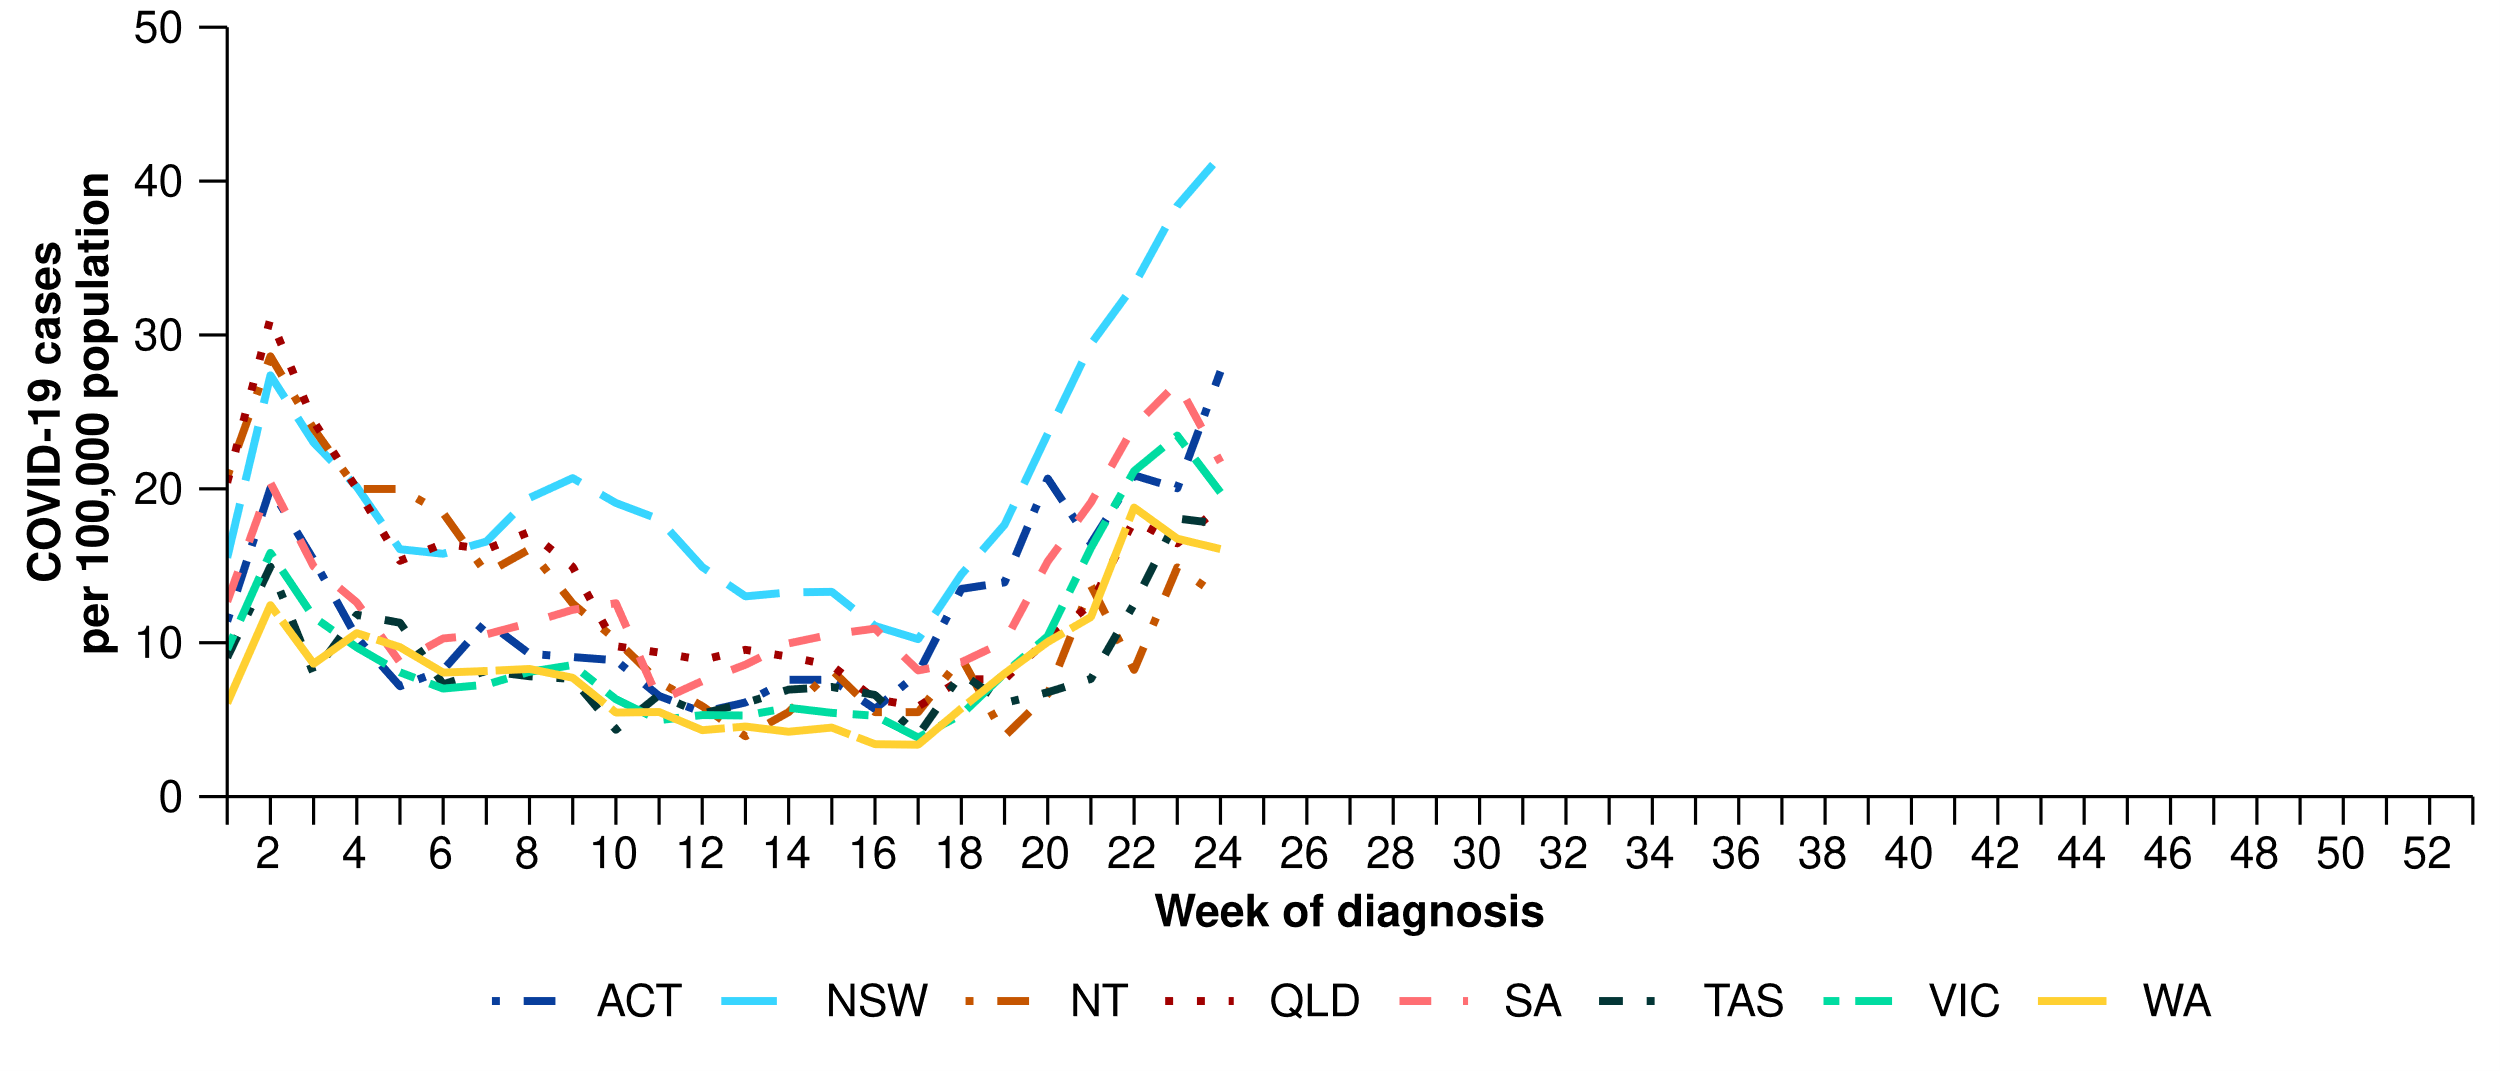 COVID-19 cases
per 100,000 population
50
40
30
20
10
0
2 4 6 8 10 12 14 16 18 20 22 24 26 28 30 32 34 36 38 40 42 44 46 48 50 52
Week of diagnosis
ACT NSW NT QLD SA TAS VIC WA